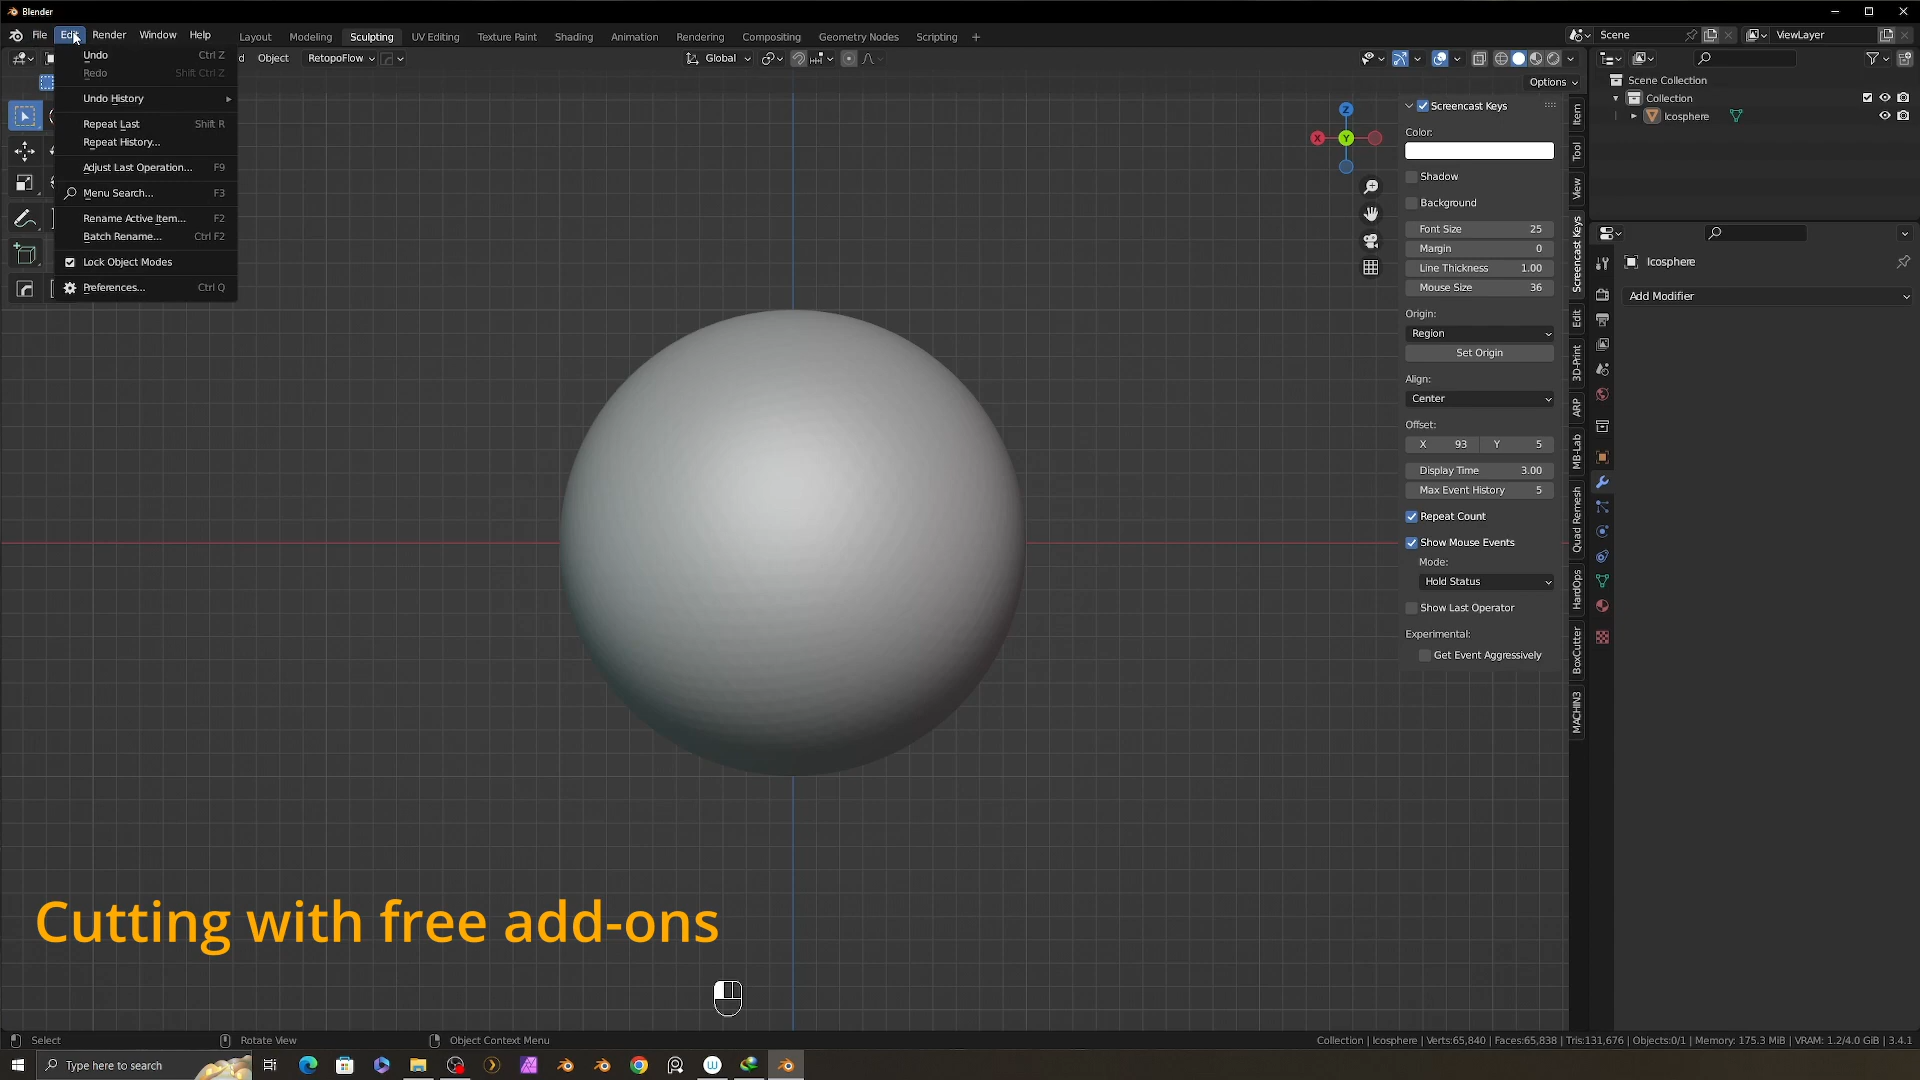 Blender
File Edit Render Window Help
Layout Modeling Sculpting UV Editing Texture Paint Shading Animation Rendering Compositing Geometry Nodes Scripting +
Scene
ViewLayer
Undo Ctrl Z
Redo Shift Ctrl Z
Undo History
Repeat Last Shift R
Repeat History...
Adjust Last Operation... F9
Menu Search... F3
Rename Active Item... F2
Batch Rename... Ctrl F2
Lock Object Modes
Preferences... Ctrl Q
d Object RetopoFlow
Global
Options
Z
X
Y
Screencast Keys
Color:
Shadow
Background
Font Size 25
Margin 0
Line Thickness 1.00
Mouse Size 36
Origin:
Region
Set Origin
Align:
Center
Offset:
X 93 Y 5
Display Time 3.00
Max Event History 5
Repeat Count
Show Mouse Events
Mode:
Hold Status
Show Last Operator
Experimental:
Get Event Aggressively
Item
Tool
View
Screencast Keys
Edit
3D-Print
ARP
MB-Lab
Quad Remesh
HardOps
BoxCutter
MACHIN3
Scene Collection
Collection
Icosphere
Icosphere
Add Modifier
Cutting with free add-ons
Select Rotate View Object Context Menu
Collection | Icosphere | Verts:65,840 | Faces:65,838 | Tris:131,676 | Objects:0/1 | Memory: 175.3 MiB | VRAM: 1.2/4.0 GiB | 3.4.1
Type here to search